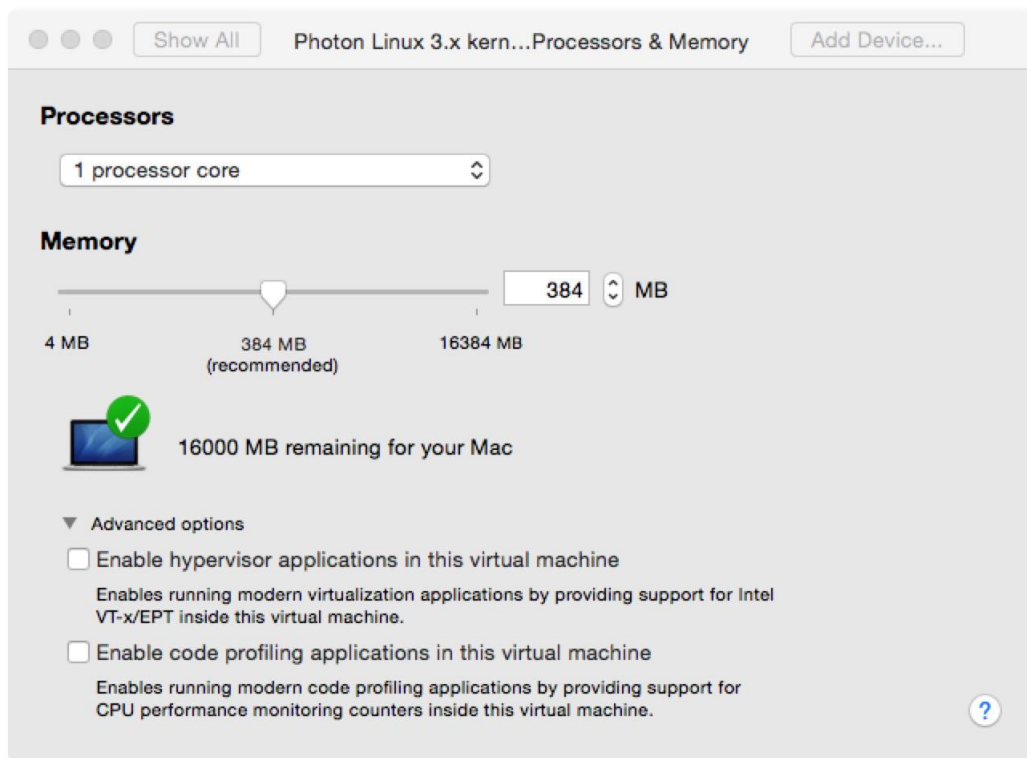 Show All Photon Linux 3.x kern...Processors & Memory Add Device...
Processors
1 processor core
Memory
384 MB
4 MB 384 MB 16384 MB
(recommended)
16000 MB remaining for your Mac
Advanced options
Enable hypervisor applications in this virtual machine
Enables running modern virtualization applications by providing support for Intel
VT-x/EPT inside this virtual machine.
Enable code profiling applications in this virtual machine
Enables running modern code profiling applications by providing support for
CPU performance monitoring counters inside this virtual machine.
?